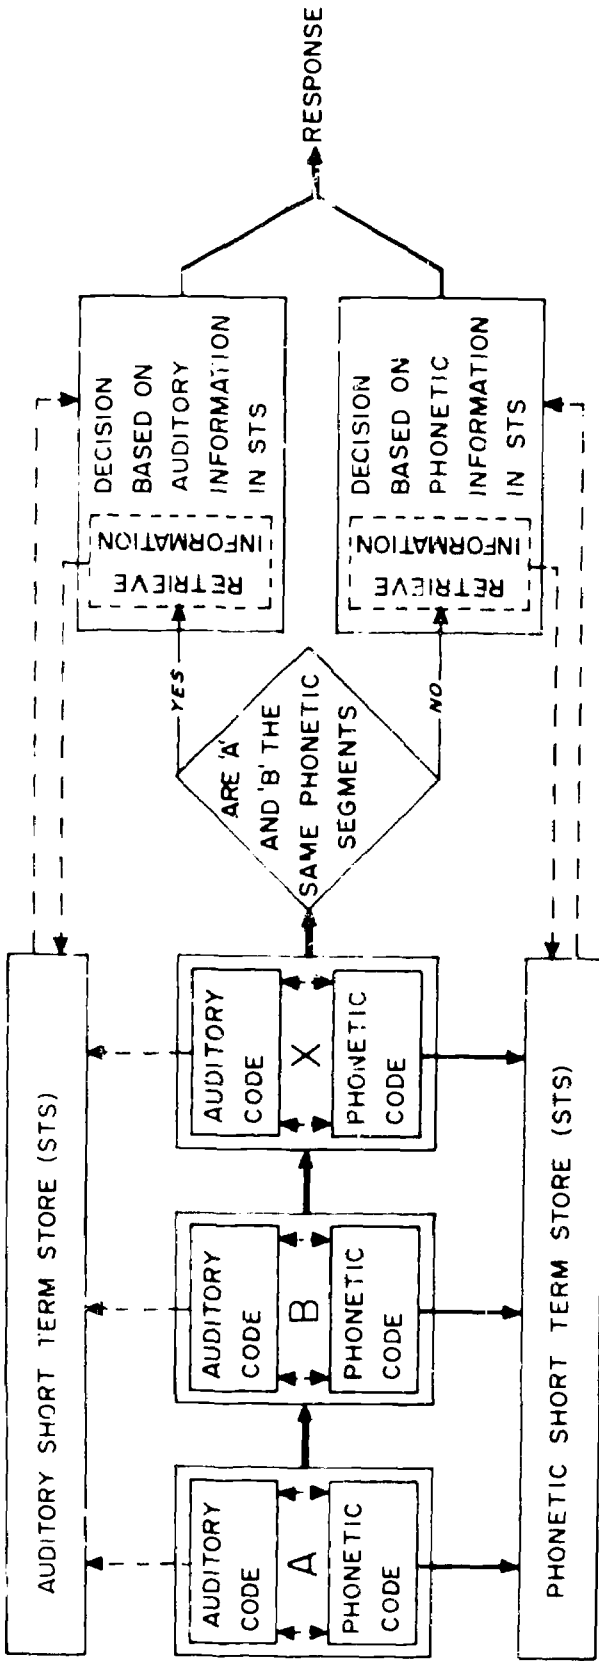 AUDITORY SHORT TERM STORE (STS)
AUDITORY
CODE
A
PHONETIC
CODE
AUDITORY
CODE
B
PHONETIC
CODE
AUDITORY
CODE
X
PHONETIC
CODE
PHONETIC SHORT TERM STORE (STS)
ARE 'A'
AND 'B' THE
SAME PHONETIC
SEGMENTS
YES
NO
RETRIEVE
INFORMATION
DECISION
BASED ON
AUDITORY
INFORMATION
IN STS
RETRIEVE
INFORMATION
DECISION
BASED ON
PHONETIC
INFORMATION
IN STS
RESPONSE